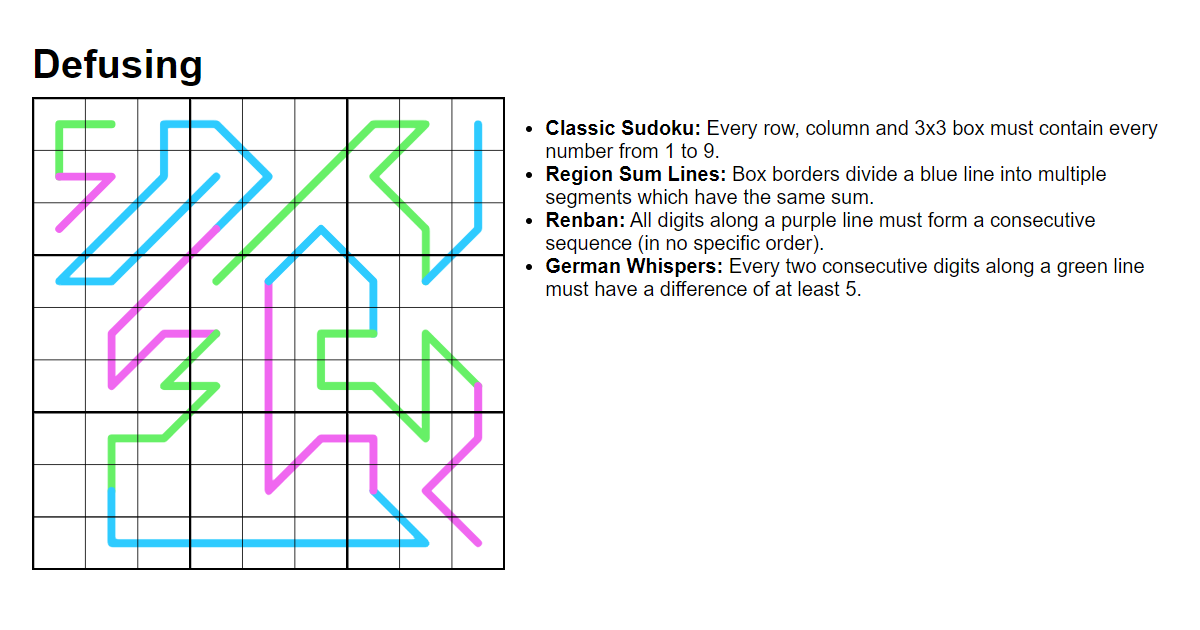 Defusing
• Classic Sudoku: Every row, column and 3x3 box must contain every
number from 1 to 9.
• Region Sum Lines: Box borders divide a blue line into multiple
segments which have the same sum.
• Renban: All digits along a purple line must form a consecutive
sequence (in no specific order).
• German Whispers: Every two consecutive digits along a green line
must have a difference of at least 5.